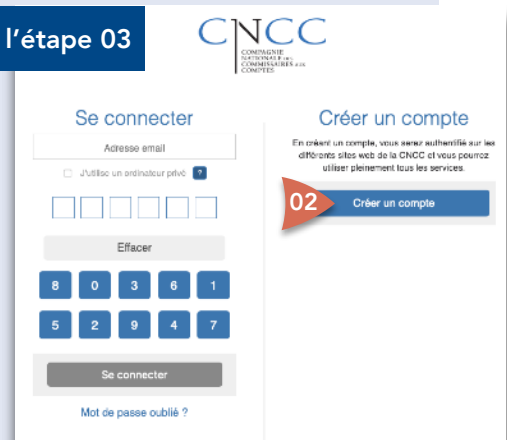 l'étape 03
CNCC
COMPAGNIE
NATIONALE DES
COMMISSAIRES AUX
COMPTES
Se connecter
Adresse email
J'utilise un ordinateur privé ?
Effacer
8 0 3 6 1
5 2 9 4 7
Se connecter
Mot de passe oublié ?
Créer un compte
En créant un compte, vous serez authentifié sur les
différents sites web de la CNCC et vous pourrez
utiliser pleinement tous les services.
02 Créer un compte